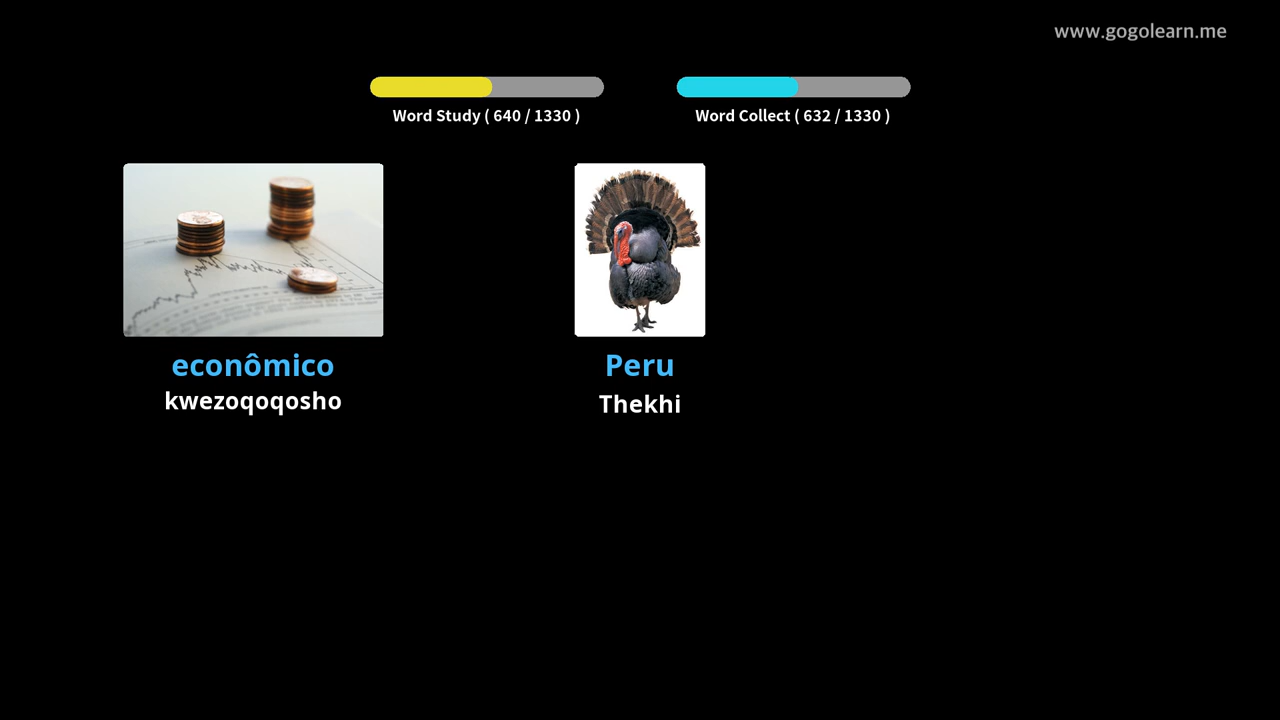 www.gogolearn.me
Word Study ( 640 / 1330 )
Word Collect ( 632 / 1330 )
econômico
kwezoqoqosho
Peru
Thekhi